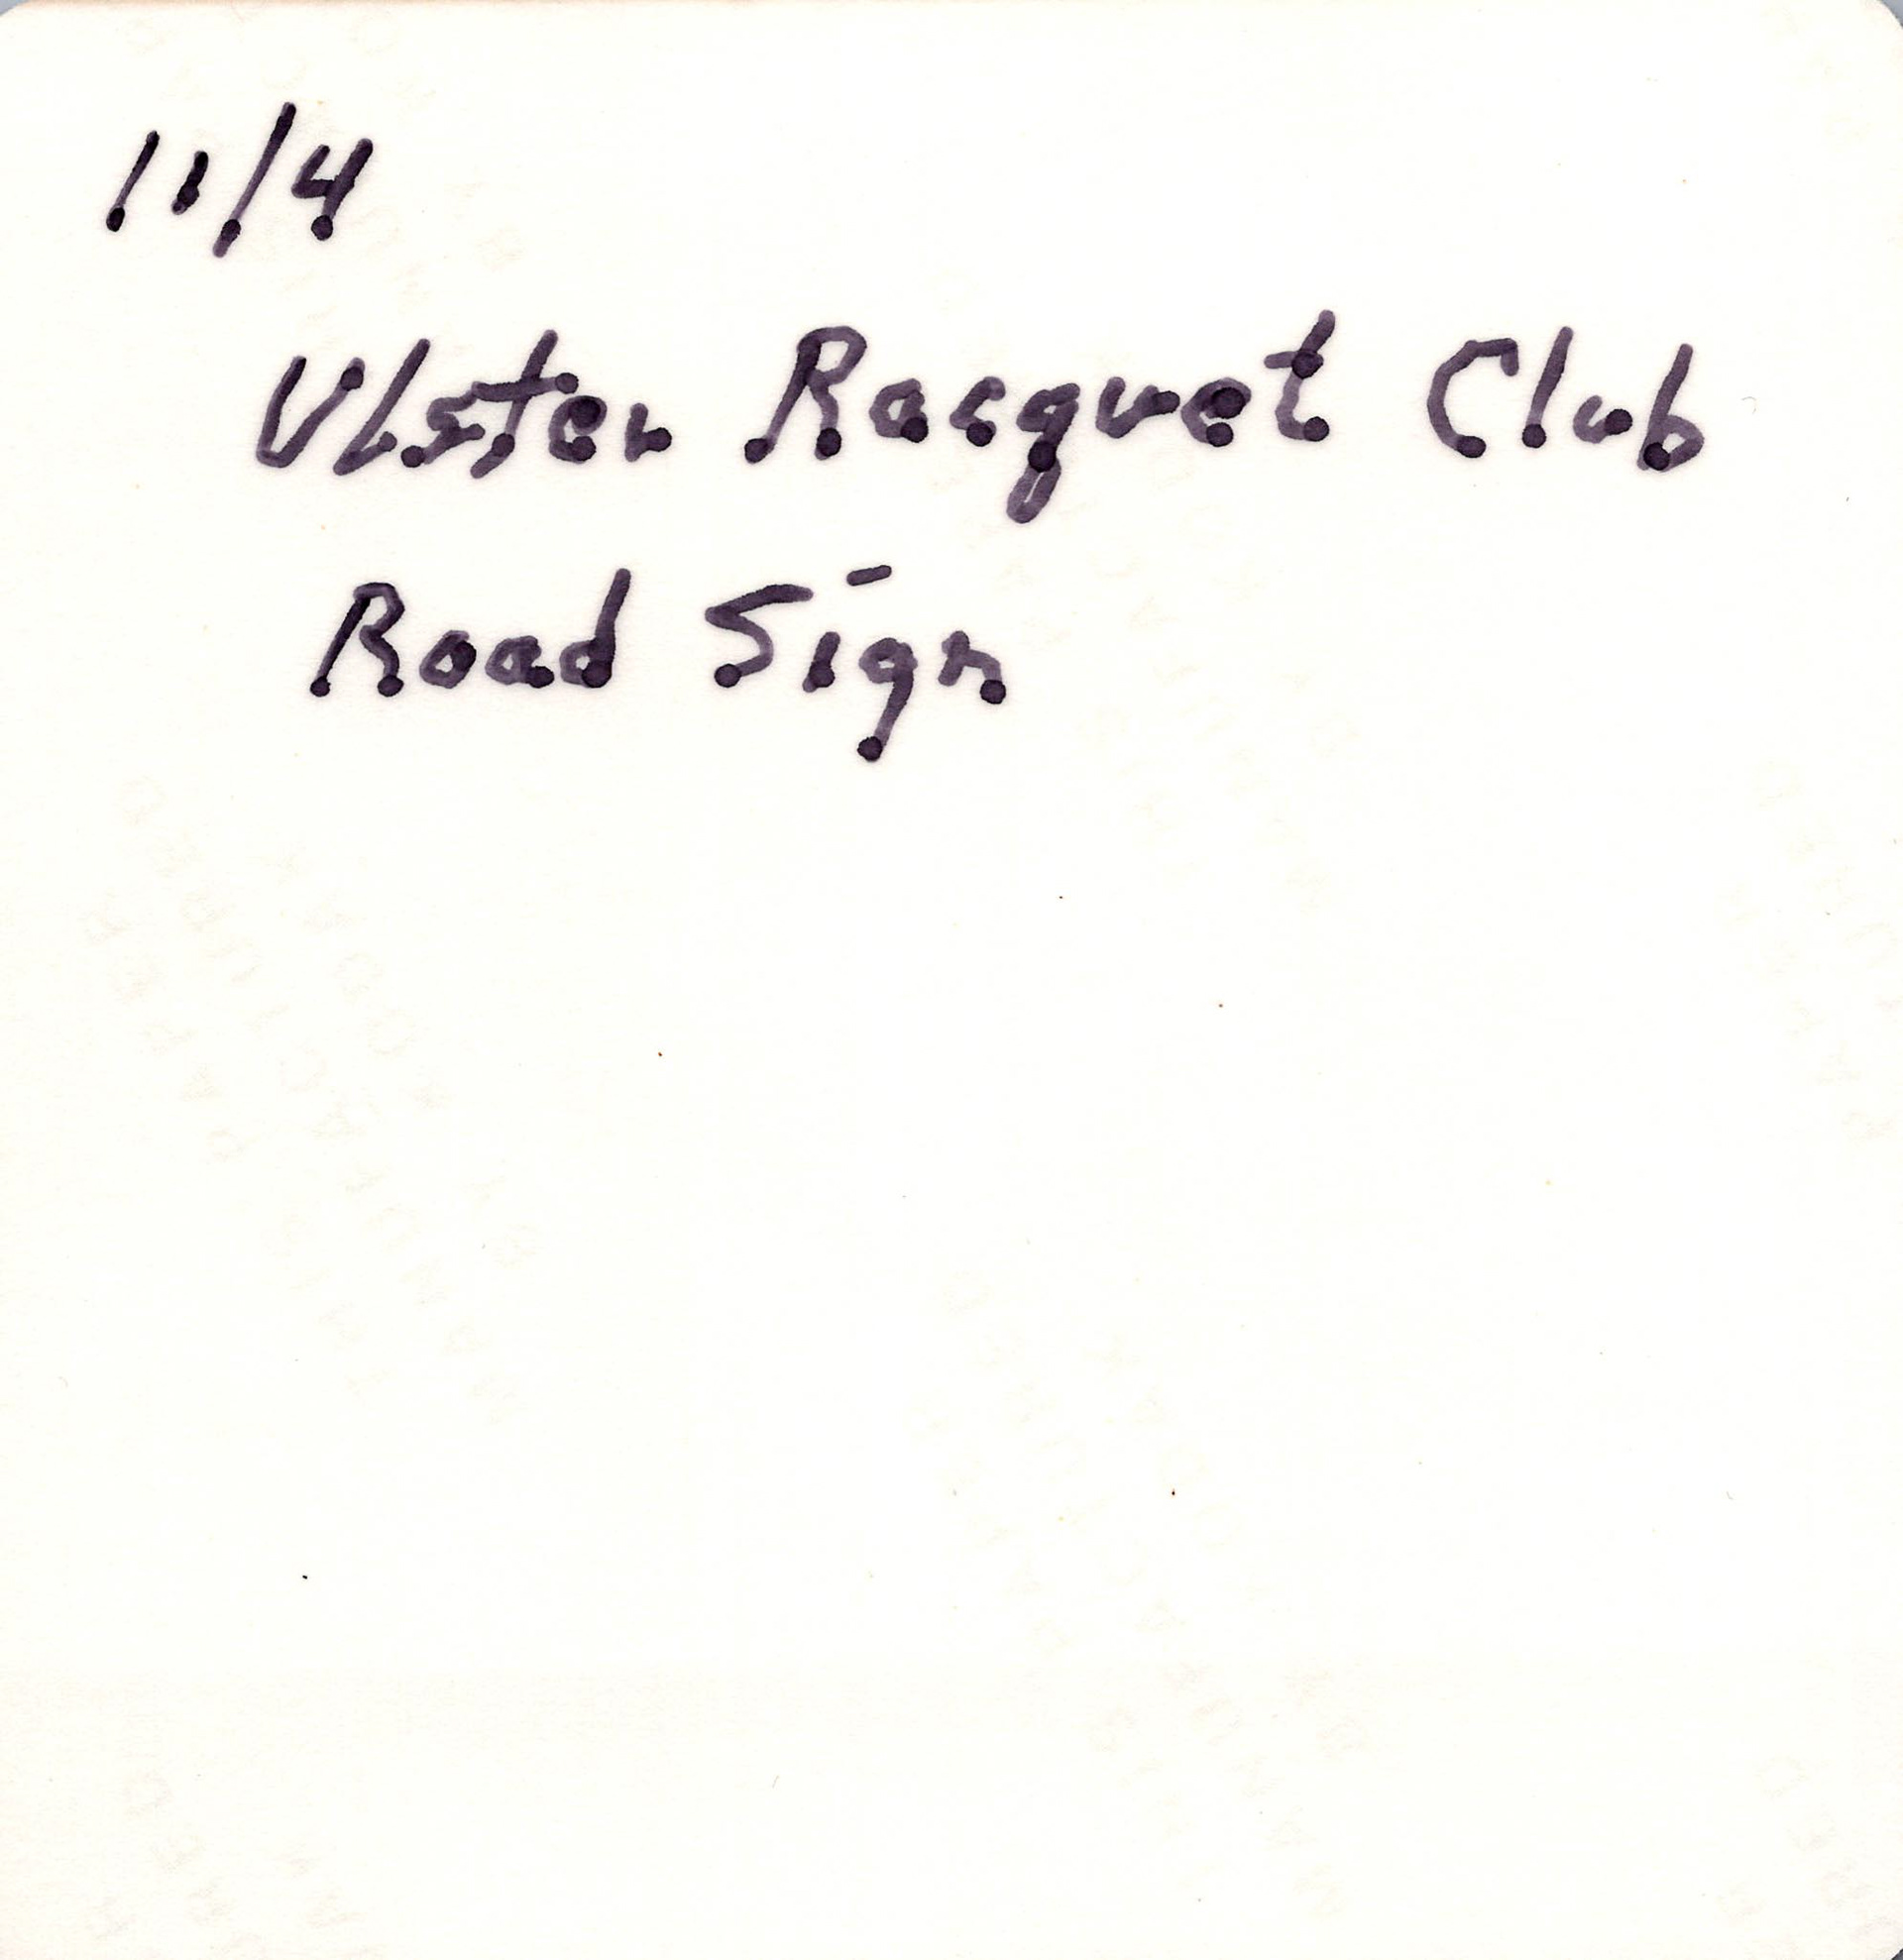 11/4
Ulster Racquet Club
Road Sign